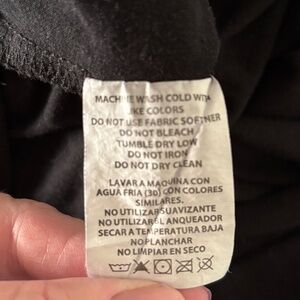 MACHINE WASH COLD WITH
LIKE COLORS
DO NOT USE FABRIC SOFTNER
DO NOT BLEACH
TUMBLE DRY LOW
DO NOT IRON
DO NOT DRY CLEAN
LAVAR A MAQUINA CON
AGUA FRIA (30) CON COLORES
SIMILARES.
NO UTILIZAR SUAVIZANTE
NO UTILIZAR BLANQUEADOR
SECAR A TEMPERATURA BAJA
NO PLANCHAR
NO LIMPIAR EN SECO